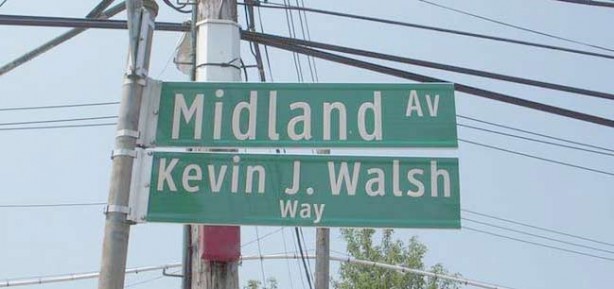 Midland Av
Kevin J. Walsh
Way